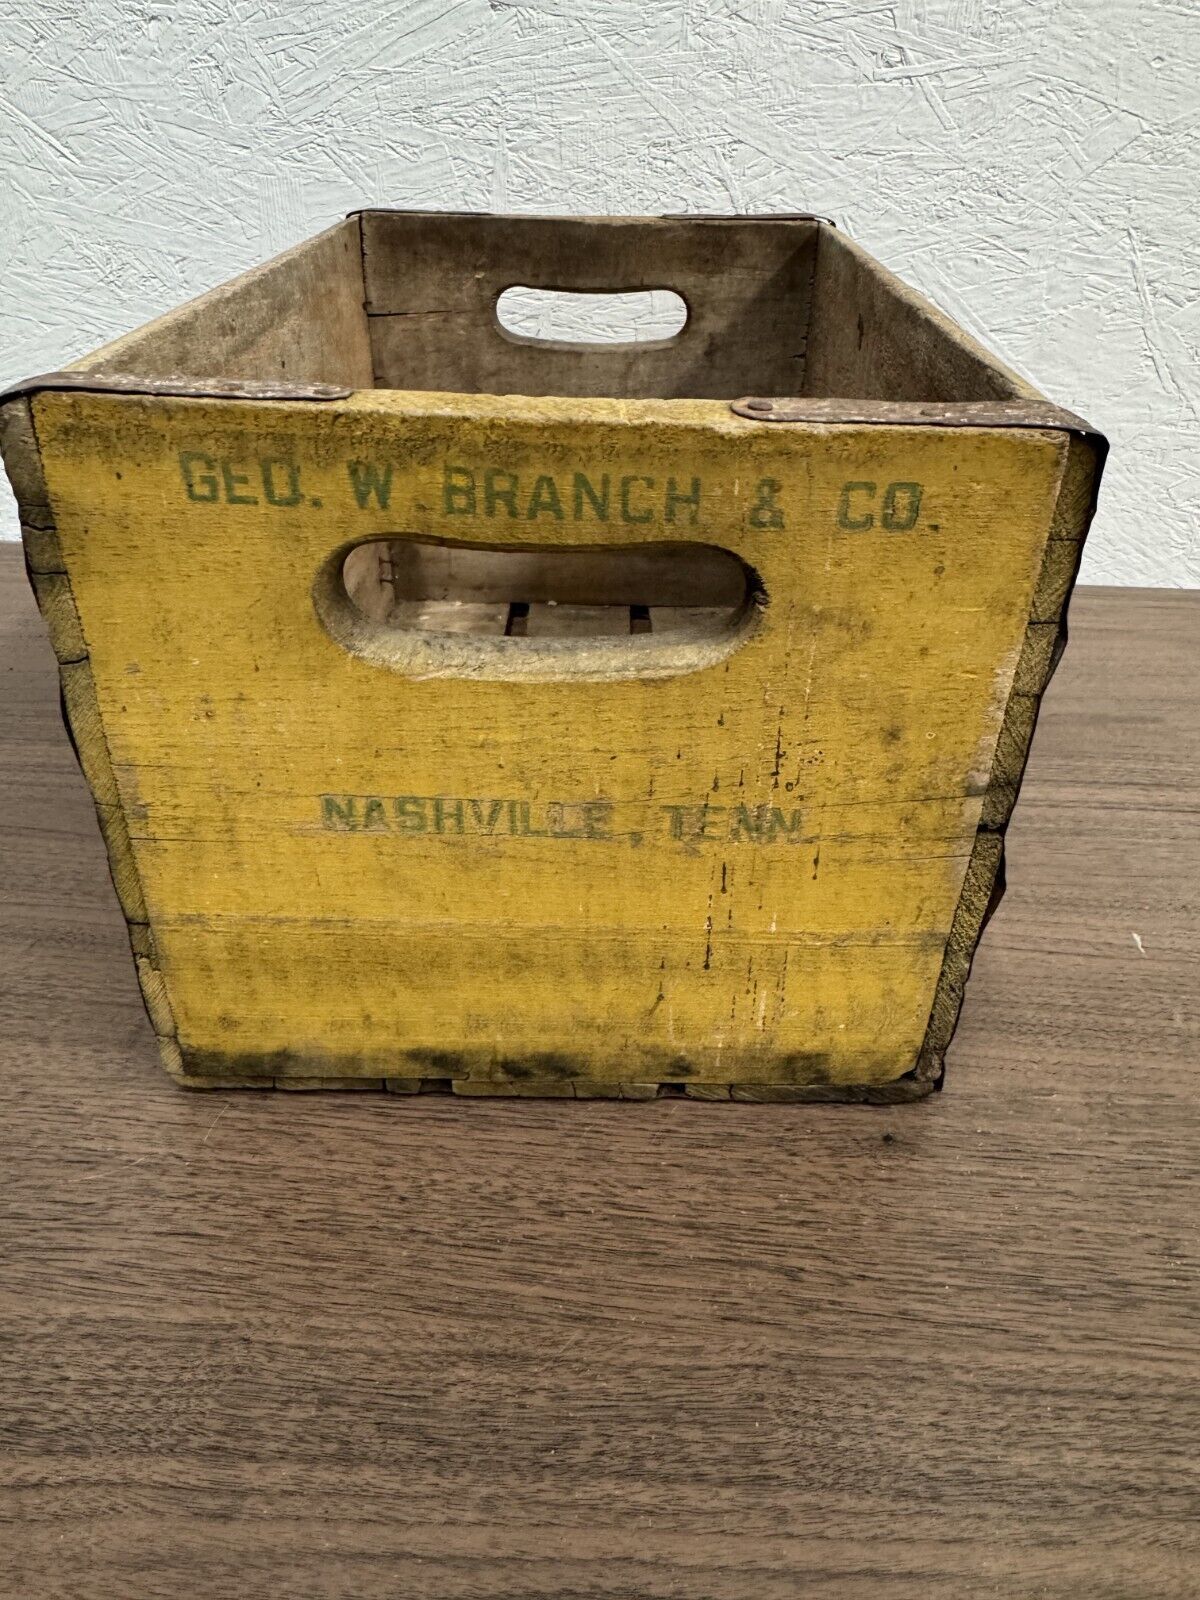 GEO. W. BRANCH & CO.
NASHVILLE, TENN.